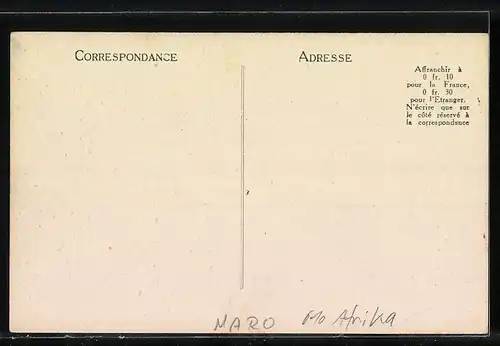 CORRESPONDANCE
ADRESSE
Affranchir à
0 fr. 10
pour la France,
0 fr. 30
pour l'Etranger.
N'écrire que sur
le côté réservé à
la correspondance
MARO Afrika